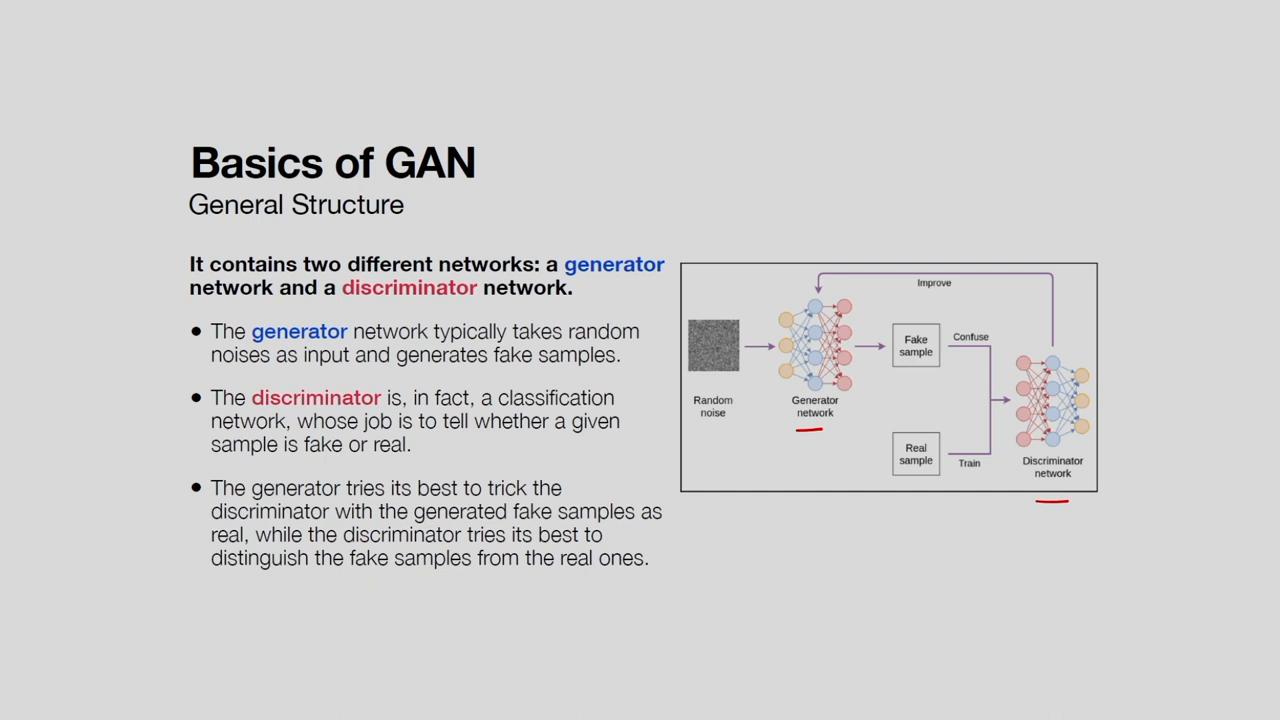 Basics of GAN
General Structure
It contains two different networks: a generator
network and a discriminator network.
• The generator network typically takes random
noises as input and generates fake samples.
• The discriminator is, in fact, a classification
network, whose job is to tell whether a given
sample is fake or real.
• The generator tries its best to trick the
discriminator with the generated fake samples as
real, while the discriminator tries its best to
distinguish the fake samples from the real ones.
Improve
Random
noise
Generator
network
Fake
sample
Confuse
Real
sample
Train
Discriminator
network